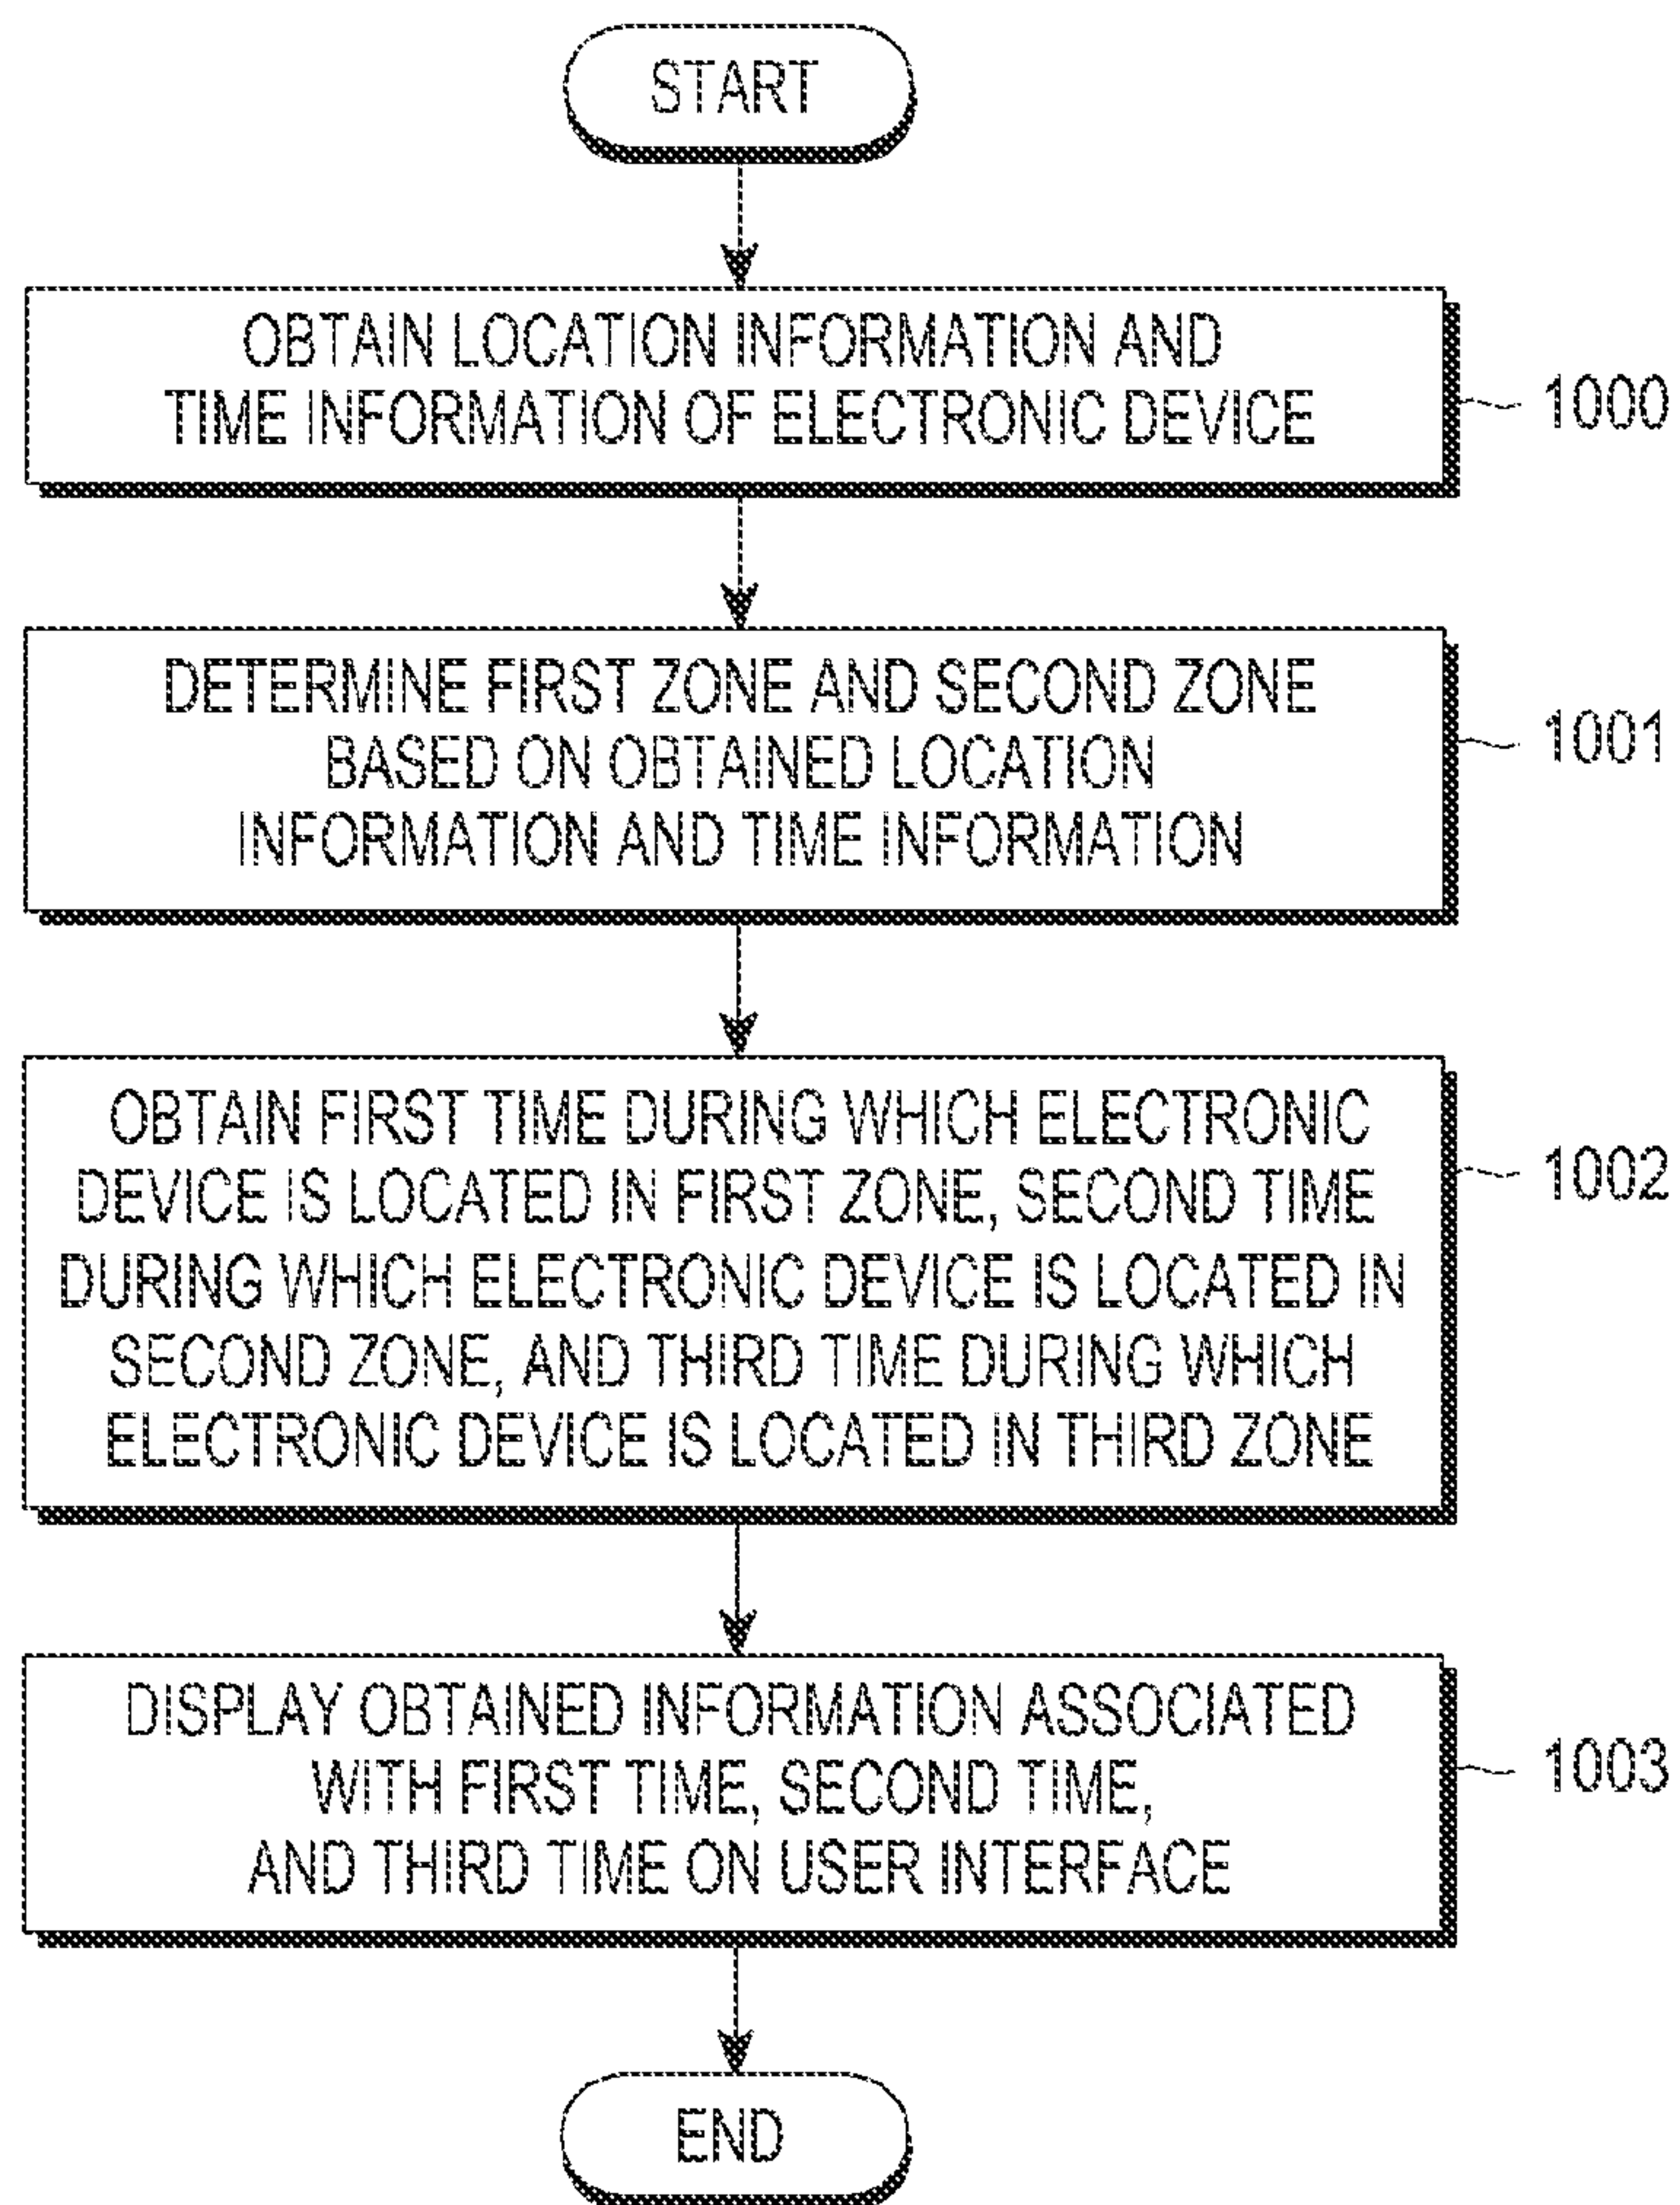 START
OBTAIN LOCATION INFORMATION AND
TIME INFORMATION OF ELECTRONIC DEVICE
1000
DETERMINE FIRST ZONE AND SECOND ZONE
BASED ON OBTAINED LOCATION
INFORMATION AND TIME INFORMATION
1001
OBTAIN FIRST TIME DURING WHICH ELECTRONIC
DEVICE IS LOCATED IN FIRST ZONE, SECOND TIME
DURING WHICH ELECTRONIC DEVICE IS LOCATED IN
SECOND ZONE, AND THIRD TIME DURING WHICH
ELECTRONIC DEVICE IS LOCATED IN THIRD ZONE
1002
DISPLAY OBTAINED INFORMATION ASSOCIATED
WITH FIRST TIME, SECOND TIME,
AND THIRD TIME ON USER INTERFACE
1003
END